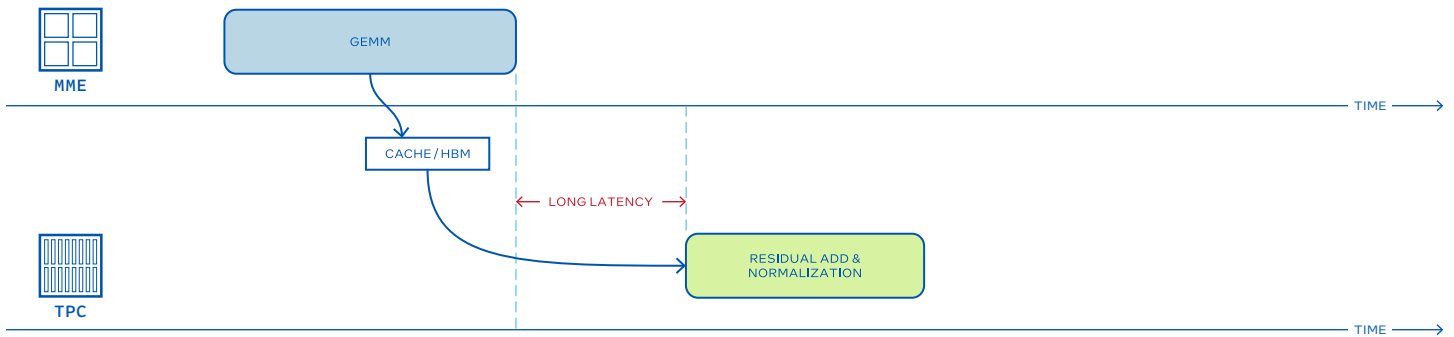 GEMM
MME
TIME
CACHE/HBM
LONG LATENCY
RESIDUAL ADD &
NORMALIZATION
TPC
TIME